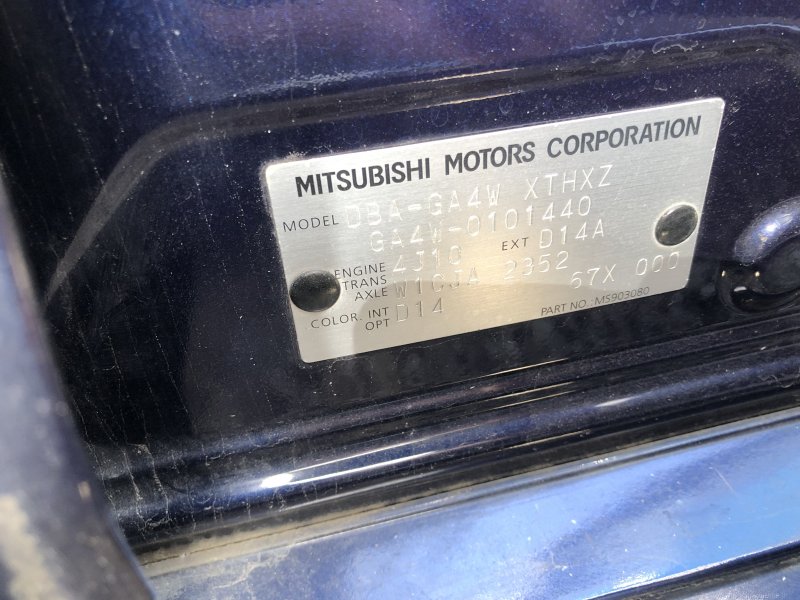 MITSUBISHI MOTORS CORPORATION
MODEL DBA-GA4W XTHXZ
GA4W-0101440
ENGINE 4J10 EXT D14A
TRANS AXLE W1CJA 2352
COLOR. INT OPT D14 67X 000
PART NO : MS903080